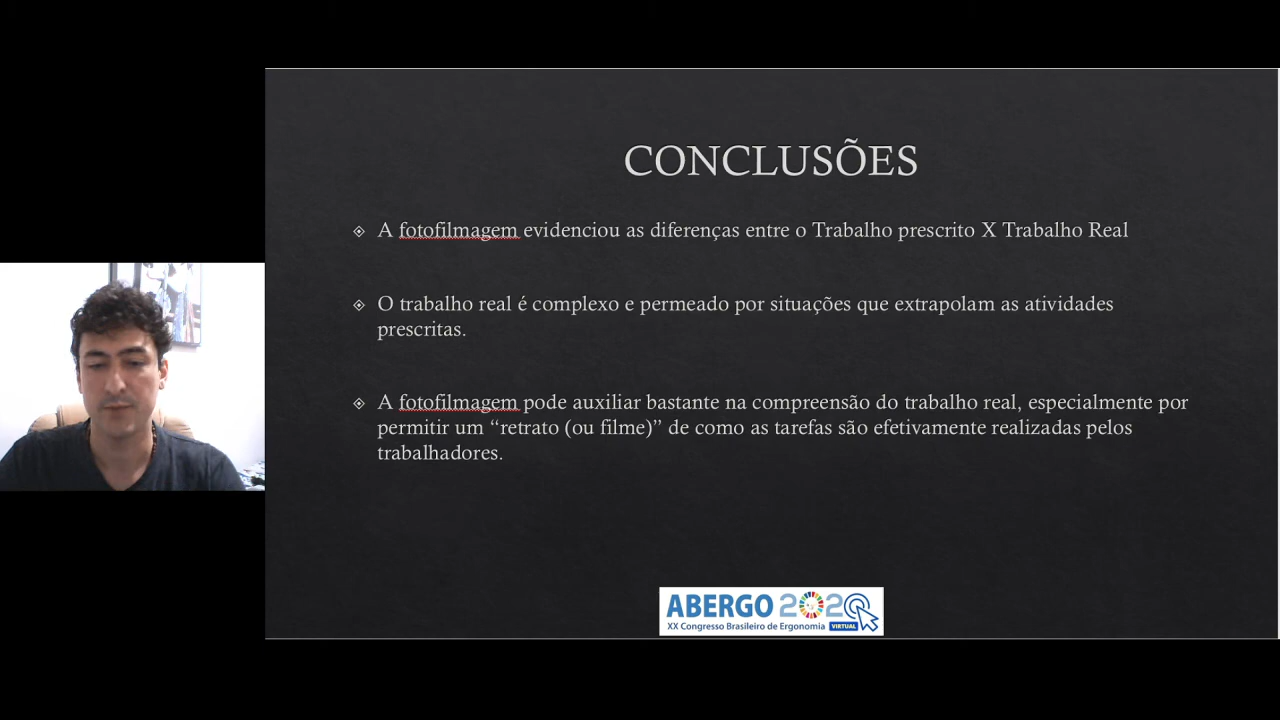 CONCLUSÕES
A fotofilmagem evidenciou as diferenças entre o Trabalho prescrito X Trabalho Real
O trabalho real é complexo e permeado por situações que extrapolam as atividades
prescritas.
A fotofilmagem pode auxiliar bastante na compreensão do trabalho real, especialmente por
permitir um “retrato (ou filme)” de como as tarefas são efetivamente realizadas pelos
trabalhadores.
ABERGO 2020
XX Congresso Brasileiro de Ergonomia VIRTUAL